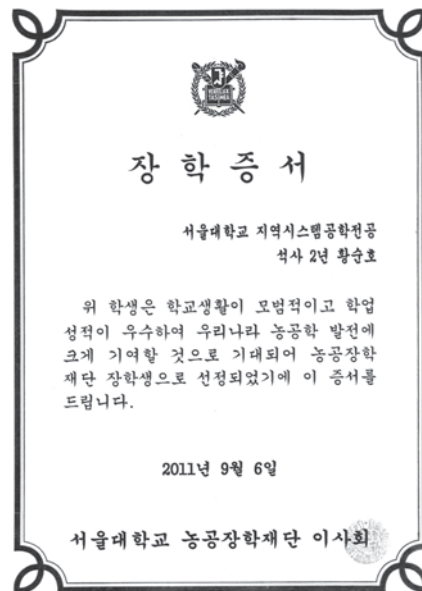 장학증서
서울대학교 지역시스템공학전공
석사 2년 황순호
위 학생은 학교생활이 모범적이고 학업
성적이 우수하여 우리나라 농공학 발전에
크게 기여할 것으로 기대되어 농공장학
재단 장학생으로 선정되었기에 이 증서를
드립니다.
2011년 9월 6일
서울대학교 농공장학재단 이사회